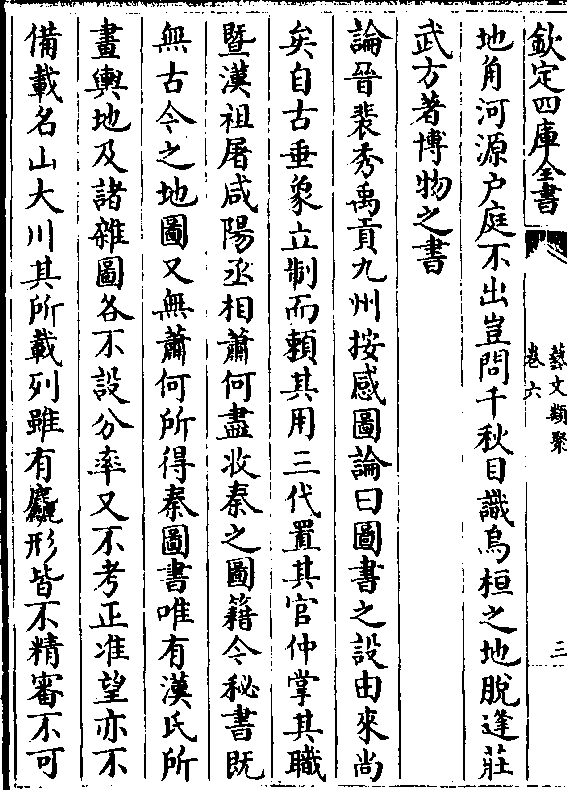 欽定四庫全書
藝文類聚
卷六
三
地角河源户庭不出豈問千秋目識烏桓之地脫逢莊
武方著博物之書
論晉裴秀禹貢九州按感圖論曰圖書之設由來尚
矣自古垂象立制而頼其用三代置其官仲掌其職
暨漢祖屠咸陽丞相蕭何盡收秦之圖籍令秘書既
無古今之地圖又無蕭何所得秦圖書唯有漢氏所
畫輿地及諸雜圖各不設分率又不考正准望亦不
備載名山大川其所載列雖有麤形皆不精審不可